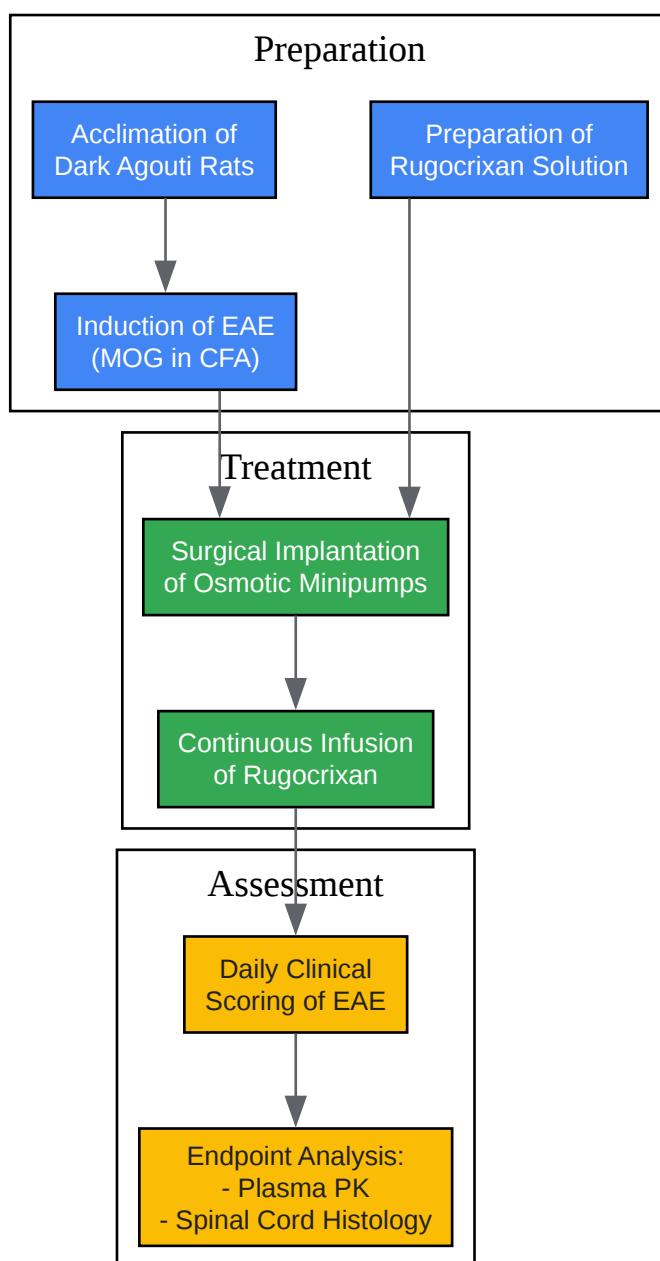 Preparation
Acclimation of
Dark Agouti Rats
Preparation of
Rugocrixan Solution
Induction of EAE
(MOG in CFA)
Treatment
Surgical Implantation
of Osmotic Minipumps
Continuous Infusion
of Rugocrixan
Assessment
Daily Clinical
Scoring of EAE
Endpoint Analysis:
- Plasma PK
- Spinal Cord Histology